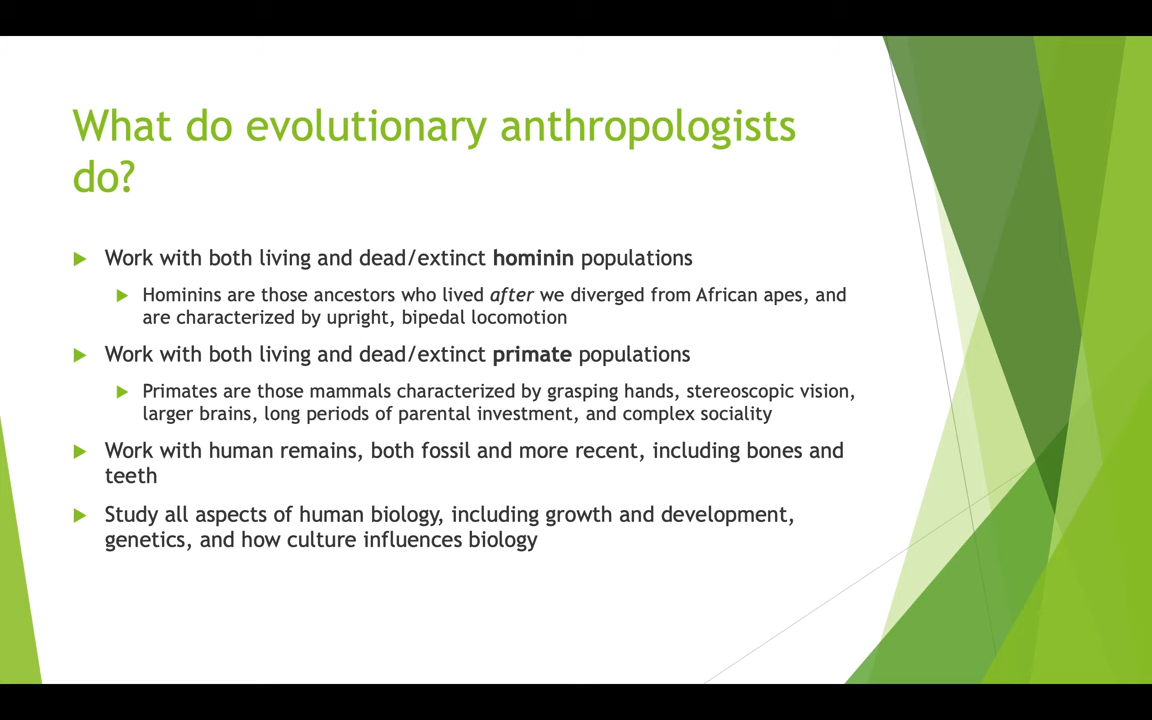 What do evolutionary anthropologists
do?
Work with both living and dead/extinct hominin populations
Hominins are those ancestors who lived after we diverged from African apes, and
are characterized by upright, bipedal locomotion
Work with both living and dead/extinct primate populations
Primates are those mammals characterized by grasping hands, stereoscopic vision,
larger brains, long periods of parental investment, and complex sociality
Work with human remains, both fossil and more recent, including bones and
teeth
Study all aspects of human biology, including growth and development,
genetics, and how culture influences biology